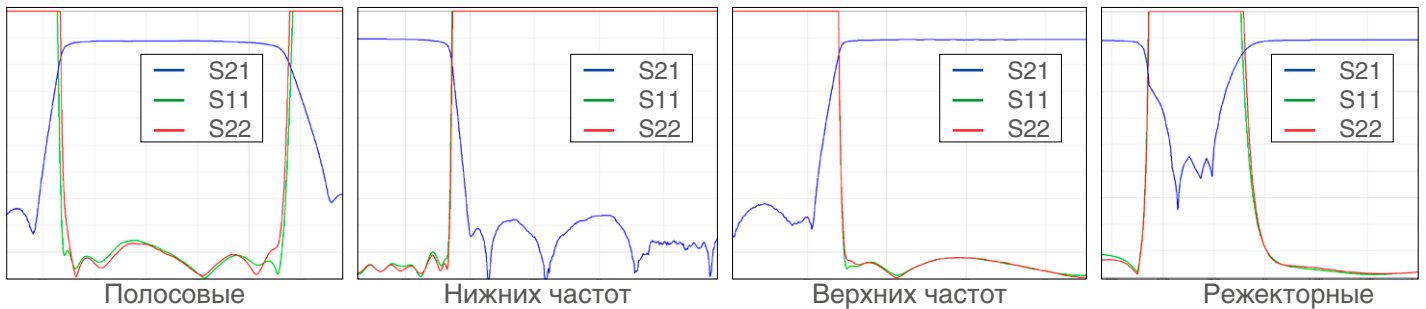 S21
S11
S22
S21
S11
S22
S21
S11
S22
S21
S11
S22
Полосовые
Нижних частот
Верхних частот
Режекторные